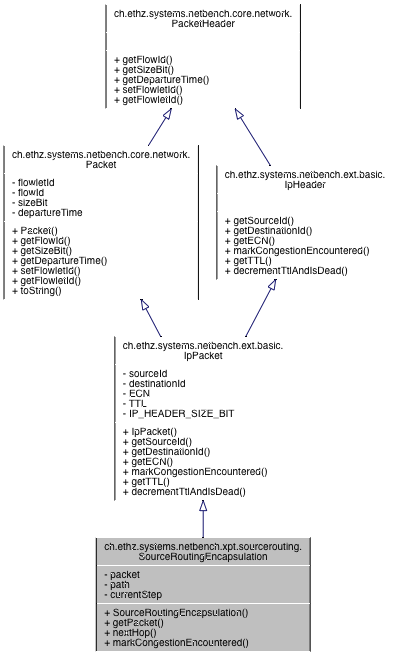 ch.ethz.systems.netbench.core.network.
PacketHeader
+ getFlowId()
+ getSizeBit()
+ getDepartureTime()
+ setFlowletId()
+ getFlowletId()
ch.ethz.systems.netbench.core.network.
Packet
- flowletId
- flowId
- sizeBit
- departureTime
+ Packet()
+ getFlowId()
+ getSizeBit()
+ getDepartureTime()
+ setFlowletId()
+ getFlowletId()
+ toString()
ch.ethz.systems.netbench.ext.basic.
IpHeader
+ getSourceId()
+ getDestinationId()
+ getECN()
+ markCongestionEncountered()
+ getTTL()
+ decrementTtlAndIsDead()
ch.ethz.systems.netbench.ext.basic.
IpPacket
- sourceId
- destinationId
- ECN
- TTL
- IP_HEADER_SIZE_BIT
+ IpPacket()
+ getSourceId()
+ getDestinationId()
+ getECN()
+ markCongestionEncountered()
+ getTTL()
+ decrementTtlAndIsDead()
ch.ethz.systems.netbench.xpt.sourcerouting.
SourceRoutingEncapsulation
- packet
- path
- currentStep
+ SourceRoutingEncapsulation()
+ getPacket()
+ nextHop()
+ markCongestionEncountered()